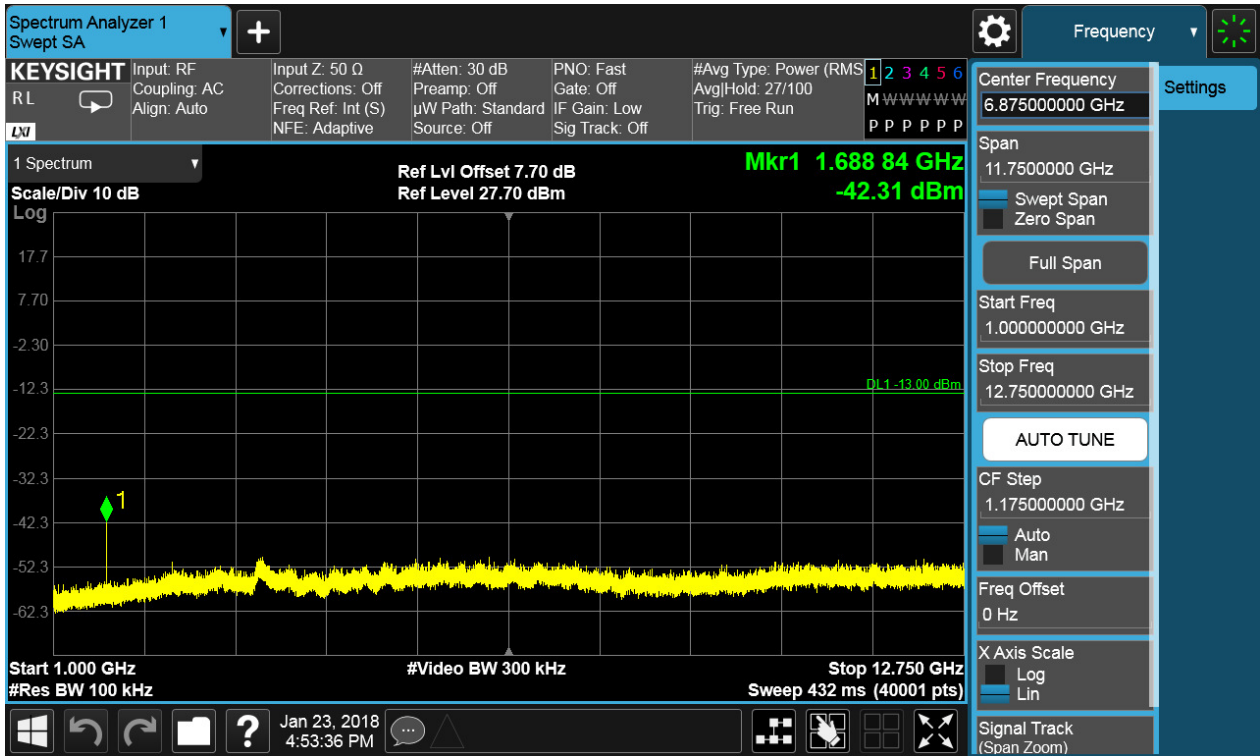 Spectrum Analyzer 1
Swept SA
Frequency
KEYSIGHT
R L
LXI
Input: RF
Coupling: AC
Align: Auto
Input Z: 50 Ω
Corrections: Off
Freq Ref: Int (S)
NFE: Adaptive
#Atten: 30 dB
Preamp: Off
µW Path: Standard
Source: Off
PNO: Fast
Gate: Off
IF Gain: Low
Sig Track: Off
#Avg Type: Power (RMS
Avg|Hold: 27/100
Trig: Free Run
1 2 3 4 5 6
M W W W W W
P P P P P P
1 Spectrum
Scale/Div 10 dB
Ref Lvl Offset 7.70 dB
Ref Level 27.70 dBm
Mkr1 1.688 84 GHz
-42.31 dBm
Log
17.7
7.70
-2.30
-12.3
DL1 -13.00 dBm
-22.3
-32.3
1
-42.3
-52.3
-62.3
Start 1.000 GHz
#Video BW 300 kHz
Stop 12.750 GHz
#Res BW 100 kHz
Sweep 432 ms (40001 pts)
Center Frequency
6.875000000 GHz
Settings
Span
11.7500000 GHz
Swept Span
Zero Span
Full Span
Start Freq
1.000000000 GHz
Stop Freq
12.750000000 GHz
AUTO TUNE
CF Step
1.175000000 GHz
Auto
Man
Freq Offset
0 Hz
X Axis Scale
Log
Lin
Signal Track
(Span Zoom)
?
Jan 23, 2018
4:53:36 PM